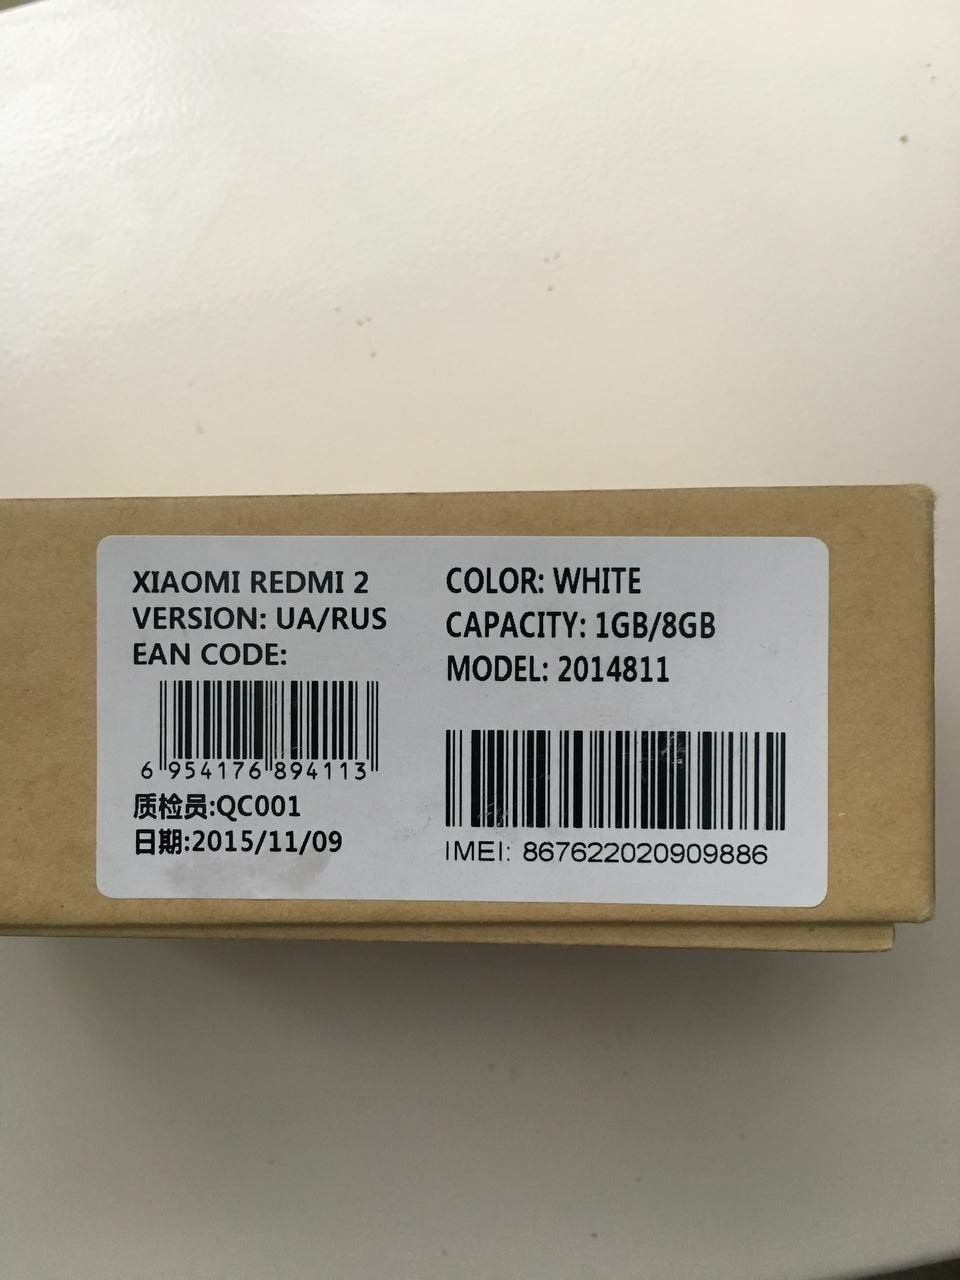 XIAOMI REDMI 2
VERSION: UA/RUS
EAN CODE:
6 954176 894113
质检员:QC001
日期:2015/11/09
COLOR: WHITE
CAPACITY: 1GB/8GB
MODEL: 2014811
IMEI: 867622020909886